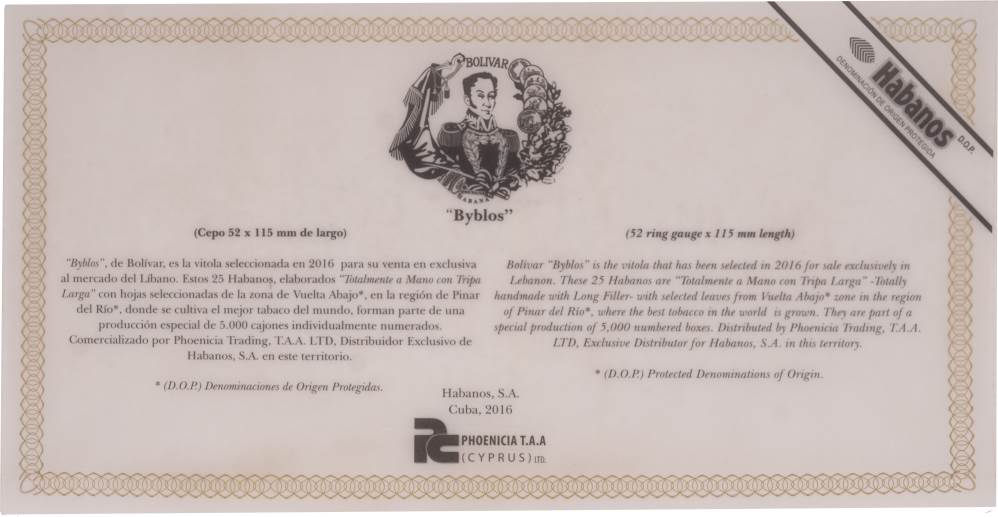 BOLIVAR
HABANA
Habanos D.O.P.
DENOMINACIÓN DE ORIGEN PROTEGIDA
"Byblos"
(Cepo 52 x 115 mm de largo)
"Byblos", de Bolívar, es la vitola seleccionada en 2016 para su venta en exclusiva
al mercado del Líbano. Estos 25 Habanos, elaborados "Totalmente a Mano con Tripa
Larga" con hojas seleccionadas de la zona de Vuelta Abajo*, en la región de Pinar
del Río*, donde se cultiva el mejor tabaco del mundo, forman parte de una
producción especial de 5.000 cajones individualmente numerados.
Comercializado por Phoenicia Trading, T.A.A. LTD, Distribuidor Exclusivo de
Habanos, S.A. en este territorio.
* (D.O.P.) Denominaciones de Origen Protegidas.
(52 ring gauge x 115 mm length)
Bolivar "Byblos" is the vitola that has been selected in 2016 for sale exclusively in
Lebanon. These 25 Habanos are "Totalmente a Mano con Tripa Larga" -Totally
handmade with Long Filler- with selected leaves from Vuelta Abajo* zone in the region
of Pinar del Río*, where the best tobacco in the world is grown. They are part of a
special production of 5,000 numbered boxes. Distributed by Phoenicia Trading, T.A.A.
LTD, Exclusive Distributor for Habanos, S.A. in this territory.
* (D.O.P.) Protected Denominations of Origin.
Habanos, S.A.
Cuba, 2016
PHOENICIA T.A.A
(CYPRUS) LTD.